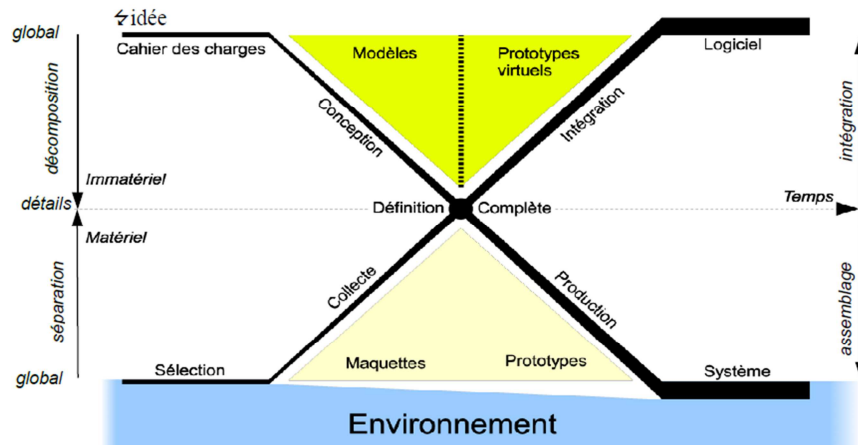 idée
global
Cahier des charges
Modèles
Prototypes
virtuels
Logiciel
décomposition
Conception
Intégration
intégration
Immatériel
détails
Définition
Complète
Temps
Matériel
séparation
Collecte
Production
assemblage
Maquettes
Prototypes
Sélection
Système
global
Environnement